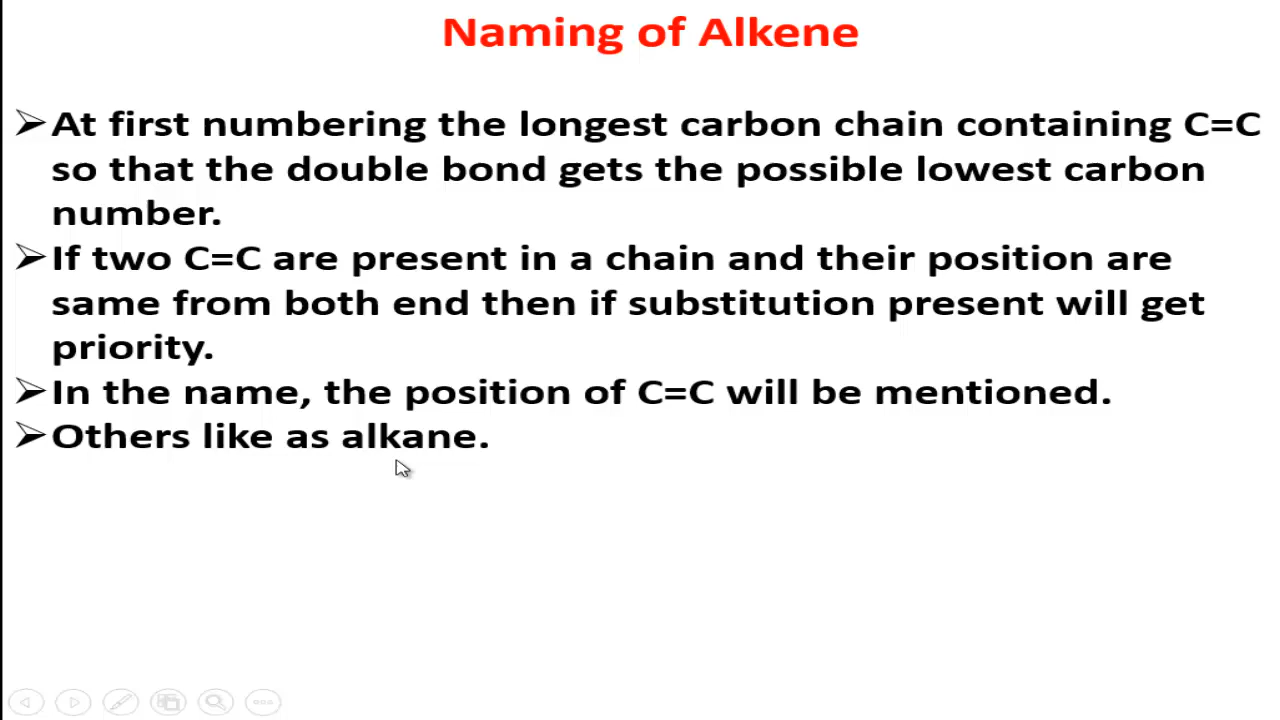 Naming of Alkene
➢At first numbering the longest carbon chain containing C=C
so that the double bond gets the possible lowest carbon
number.
➢If two C=C are present in a chain and their position are
same from both end then if substitution present will get
priority.
➢In the name, the position of C=C will be mentioned.
➢Others like as alkane.